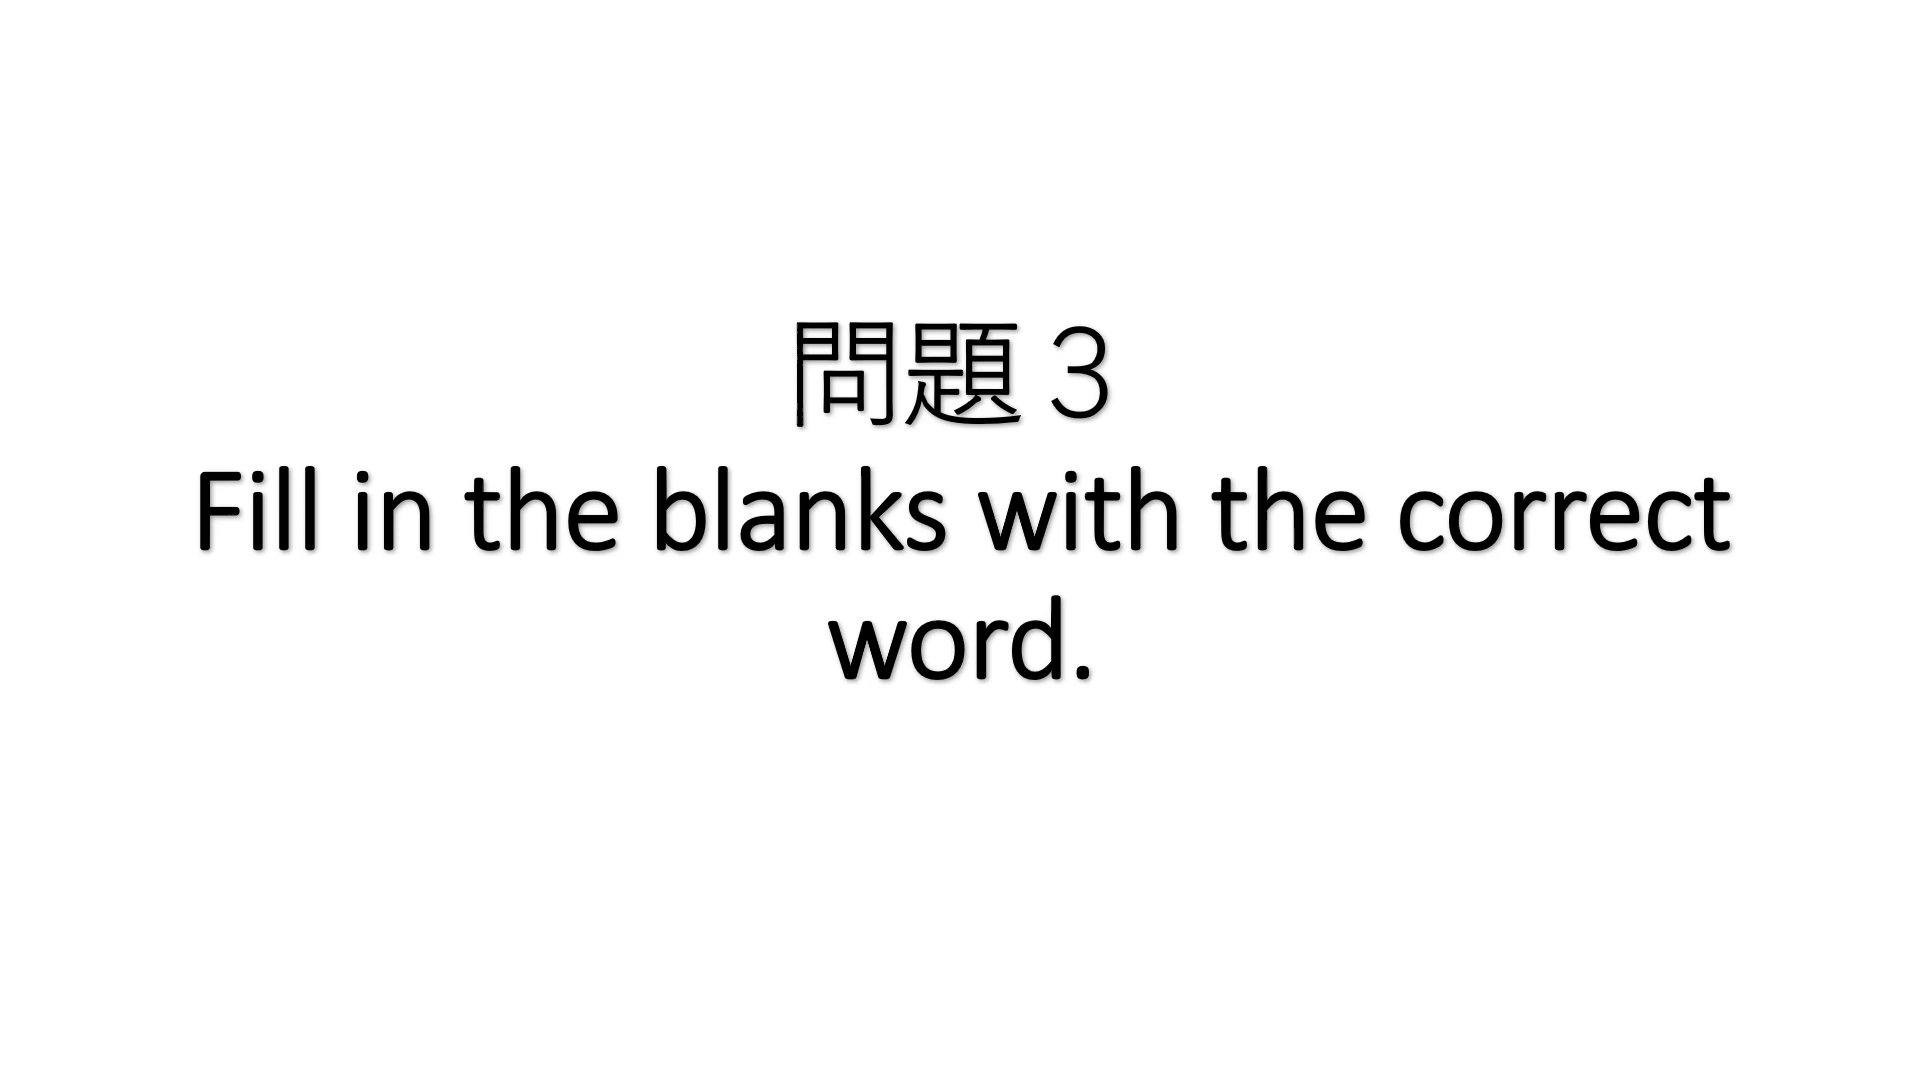 問題３
Fill in the blanks with the correct
word.